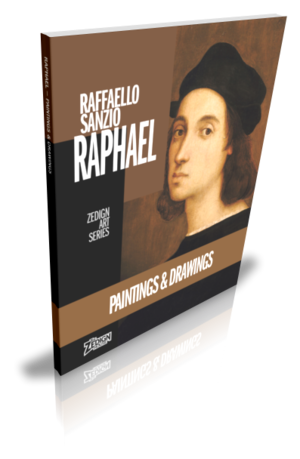 RAFFAELLO
SANZIO
RAPHAEL
ZEDIGN
ART
SERIES
PAINTINGS & DRAWINGS
ZEDIGN
RAPHAEL – PAINTINGS & DRAWINGS